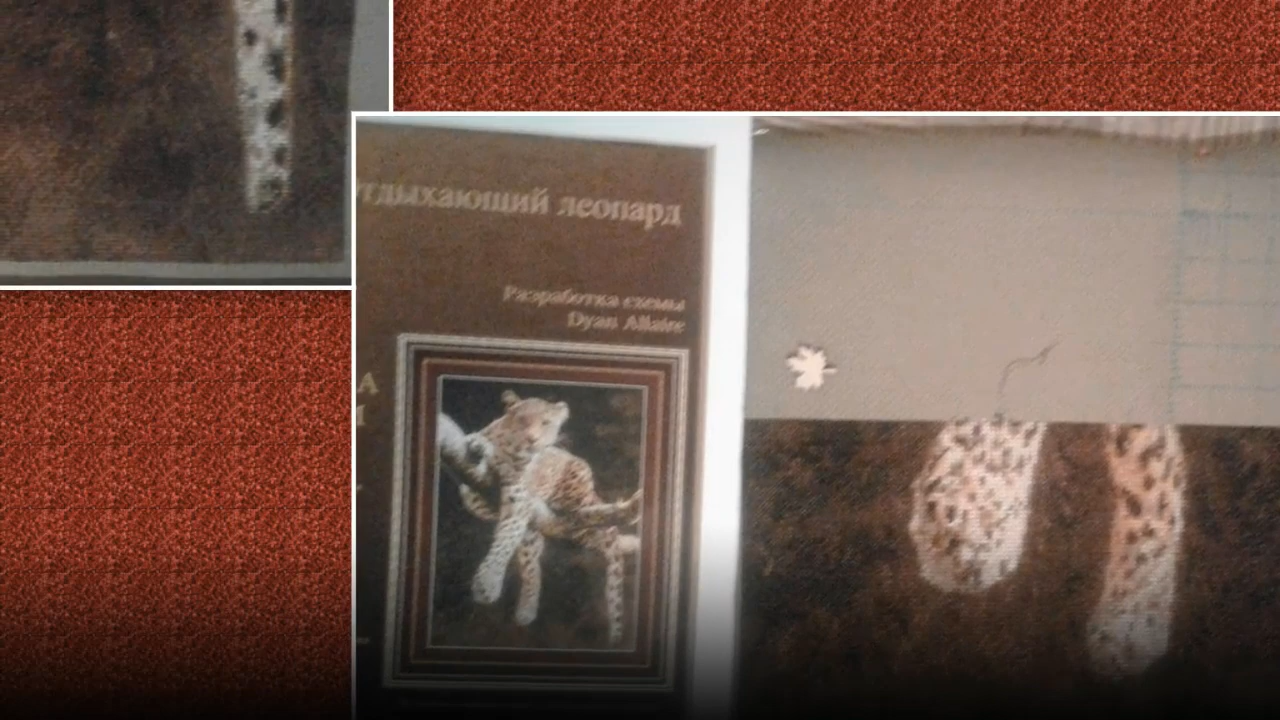 тдыхающий леопард
Разработка схемы
Dyan Allaire
А